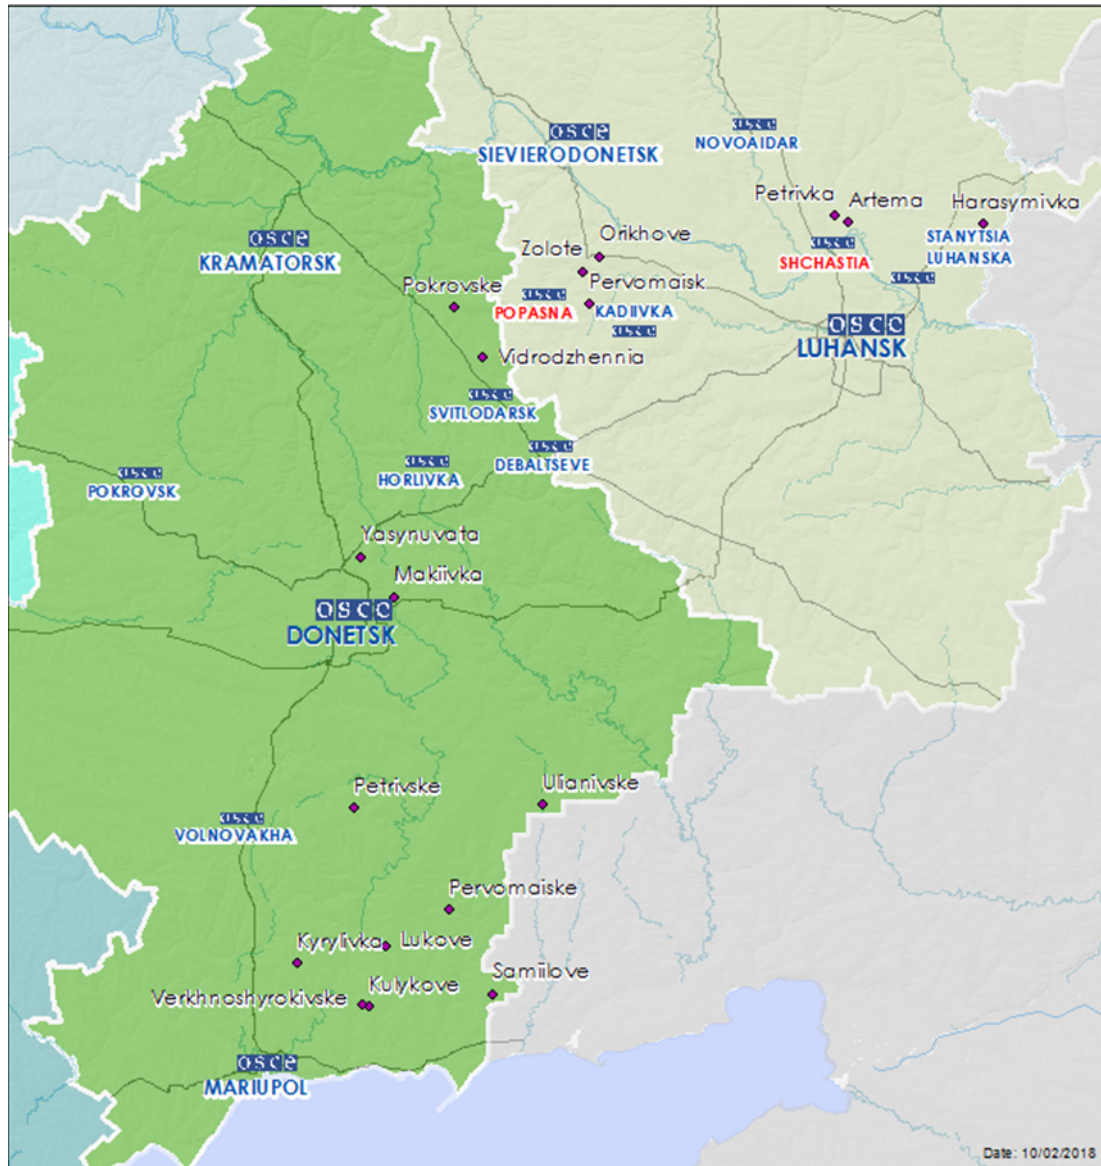 osce
SIEVIERODONETSK
osce
NOVOAIDAR
Petrivka
Artema
Harasymivka
osce
KRAMATORSK
Orikhove
Zolote
osce
SHCHASTIA
STANYTSIA
LUHANSKA
osce
Pokrovske
Pervomaisk
osce
POPASNA
KADIIVKA
osce
osce
LUHANSK
Vidrodzhennia
osce
SVITLODARSK
osce
DEBALTSEVE
osce
HORLIVKA
osce
POKROVSK
Yasynuvata
Makiivka
osce
DONETSK
Petrivske
Ulianivske
osce
VOLNOVAKHA
Pervomaiske
Kyrylivka
Lukove
Samiilove
Verkhnoshyrokivske
Kulykove
osce
MARIUPOL
Date: 10/02/2018